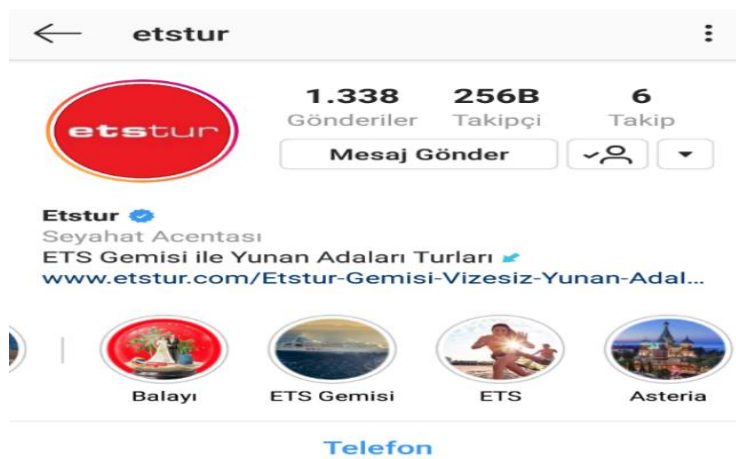 etstur
etstur
1.338 256B 6
Gönderiler Takipçi Takip
Mesaj Gönder
Etstur
Seyahat Acentası
ETS Gemisi ile Yunan Adaları Turları
www.etstur.com/Etstur-Gemisi-Vizesiz-Yunan-Adal...
Balayı ETS Gemisi ETS Asteria
Telefon